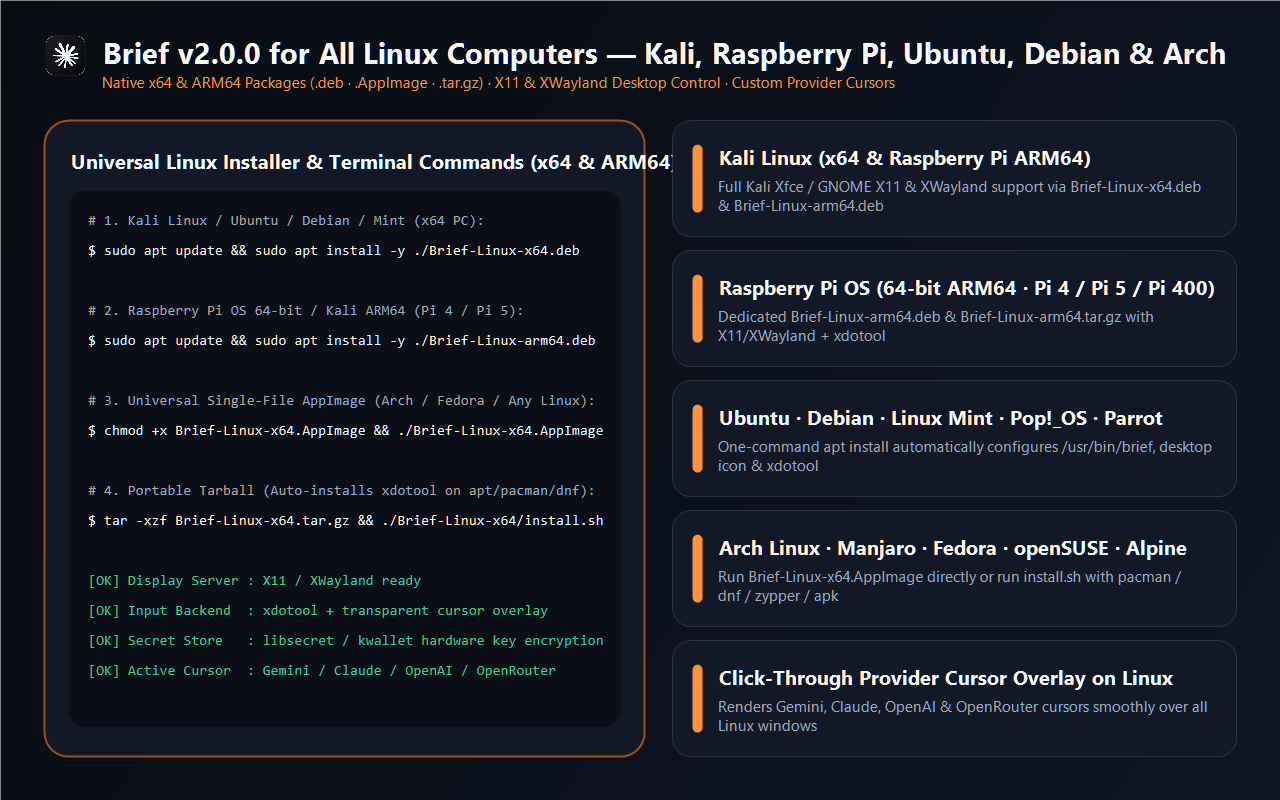 Brief v2.0.0 for All Linux Computers — Kali, Raspberry Pi, Ubuntu, Debian & Arch
Native x64 & ARM64 Packages (.deb · .AppImage · .tar.gz) · X11 & XWayland Desktop Control · Custom Provider Cursors
Universal Linux Installer & Terminal Commands (x64 & ARM64)
# 1. Kali Linux / Ubuntu / Debian / Mint (x64 PC):
$ sudo apt update && sudo apt install -y ./Brief-Linux-x64.deb
# 2. Raspberry Pi OS 64-bit / Kali ARM64 (Pi 4 / Pi 5):
$ sudo apt update && sudo apt install -y ./Brief-Linux-arm64.deb
# 3. Universal Single-File AppImage (Arch / Fedora / Any Linux):
$ chmod +x Brief-Linux-x64.AppImage && ./Brief-Linux-x64.AppImage
# 4. Portable Tarball (Auto-installs xdotool on apt/pacman/dnf):
$ tar -xzf Brief-Linux-x64.tar.gz && ./Brief-Linux-x64/install.sh
[OK] Display Server : X11 / XWayland ready
[OK] Input Backend  : xdotool + transparent cursor overlay
[OK] Secret Store   : libsecret / kwallet hardware key encryption
[OK] Active Cursor  : Gemini / Claude / OpenAI / OpenRouter
Kali Linux (x64 & Raspberry Pi ARM64)
Full Kali Xfce / GNOME X11 & XWayland support via Brief-Linux-x64.deb
& Brief-Linux-arm64.deb
Raspberry Pi OS (64-bit ARM64 · Pi 4 / Pi 5 / Pi 400)
Dedicated Brief-Linux-arm64.deb & Brief-Linux-arm64.tar.gz with
X11/XWayland + xdotool
Ubuntu · Debian · Linux Mint · Pop!_OS · Parrot
One-command apt install automatically configures /usr/bin/brief, desktop
icon & xdotool
Arch Linux · Manjaro · Fedora · openSUSE · Alpine
Run Brief-Linux-x64.AppImage directly or run install.sh with pacman /
dnf / zypper / apk
Click-Through Provider Cursor Overlay on Linux
Renders Gemini, Claude, OpenAI & OpenRouter cursors smoothly over all
Linux windows